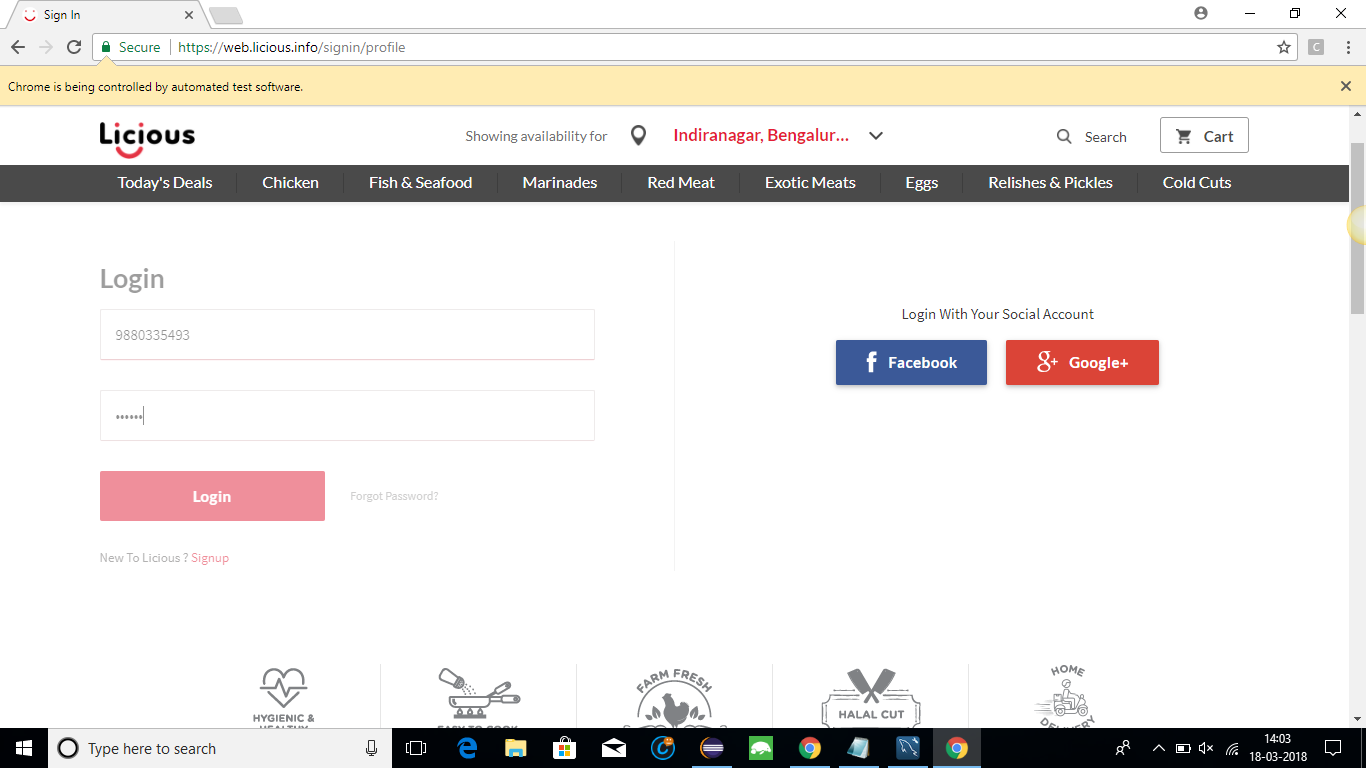 Sign In
Secure https://web.licious.info/signin/profile
C
Chrome is being controlled by automated test software.
Licious
Showing availability for Indiranagar, Bengalur... Search Cart
Today's Deals Chicken Fish & Seafood Marinades Red Meat Exotic Meats Eggs Relishes & Pickles Cold Cuts
Login
9880335493
••••••
Login Forgot Password?
New To Licious ? Signup
Login With Your Social Account
f Facebook g+ Google+
HYGIENIC &
FARM FRESH
HALAL CUT
HOME
DELIVERY
Type here to search
14:03
18-03-2018